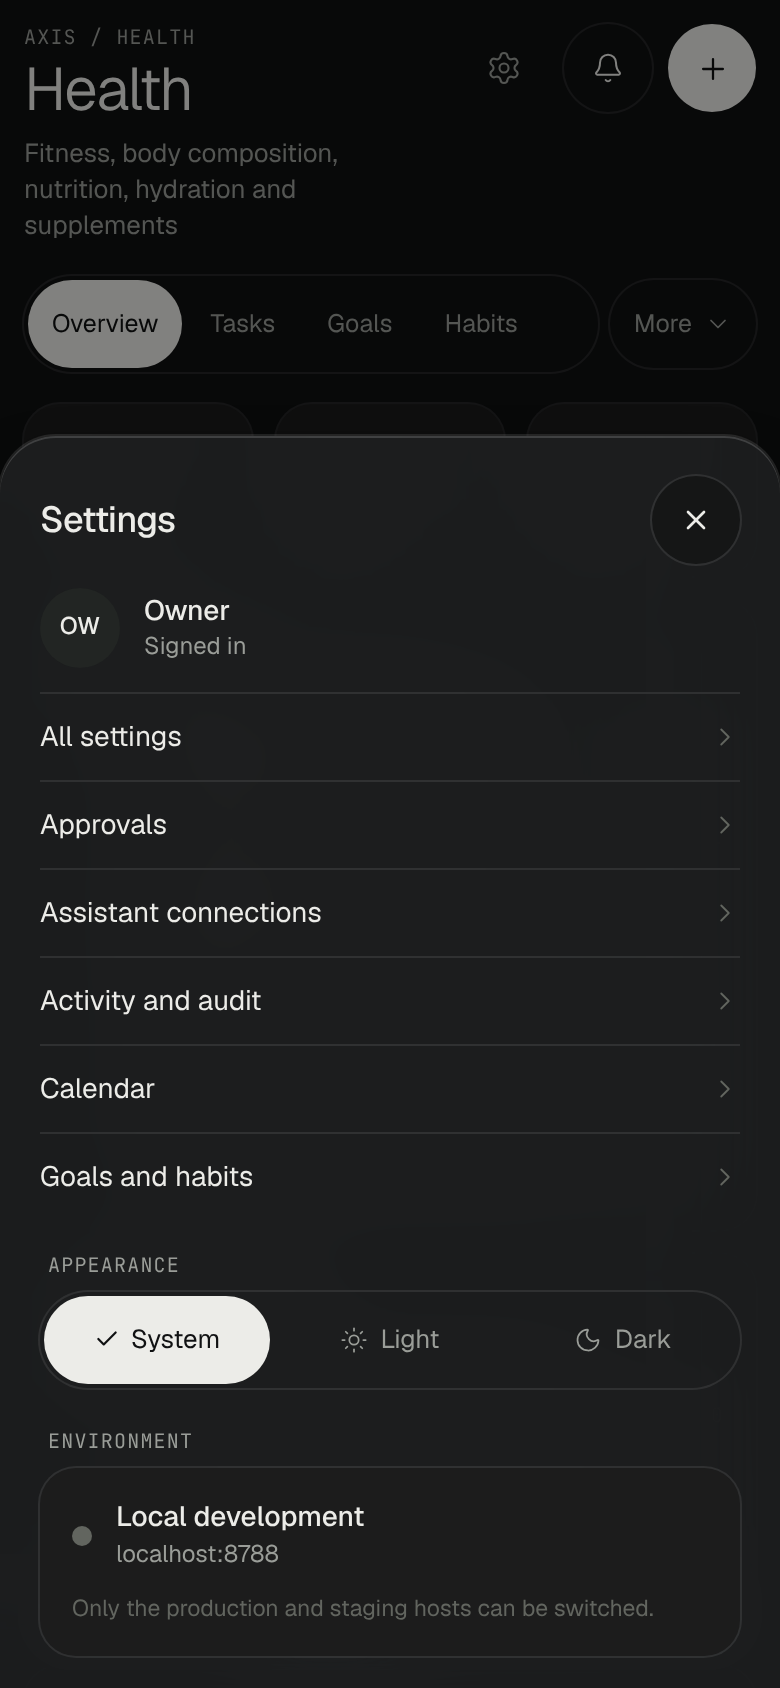 AXIS / HEALTH
Health
Fitness, body composition,
nutrition, hydration and
supplements
Overview
Tasks
Goals
Habits
More
Settings
OW
Owner
Signed in
All settings
Approvals
Assistant connections
Activity and audit
Calendar
Goals and habits
APPEARANCE
System
Light
Dark
ENVIRONMENT
Local development
localhost:8788
Only the production and staging hosts can be switched.